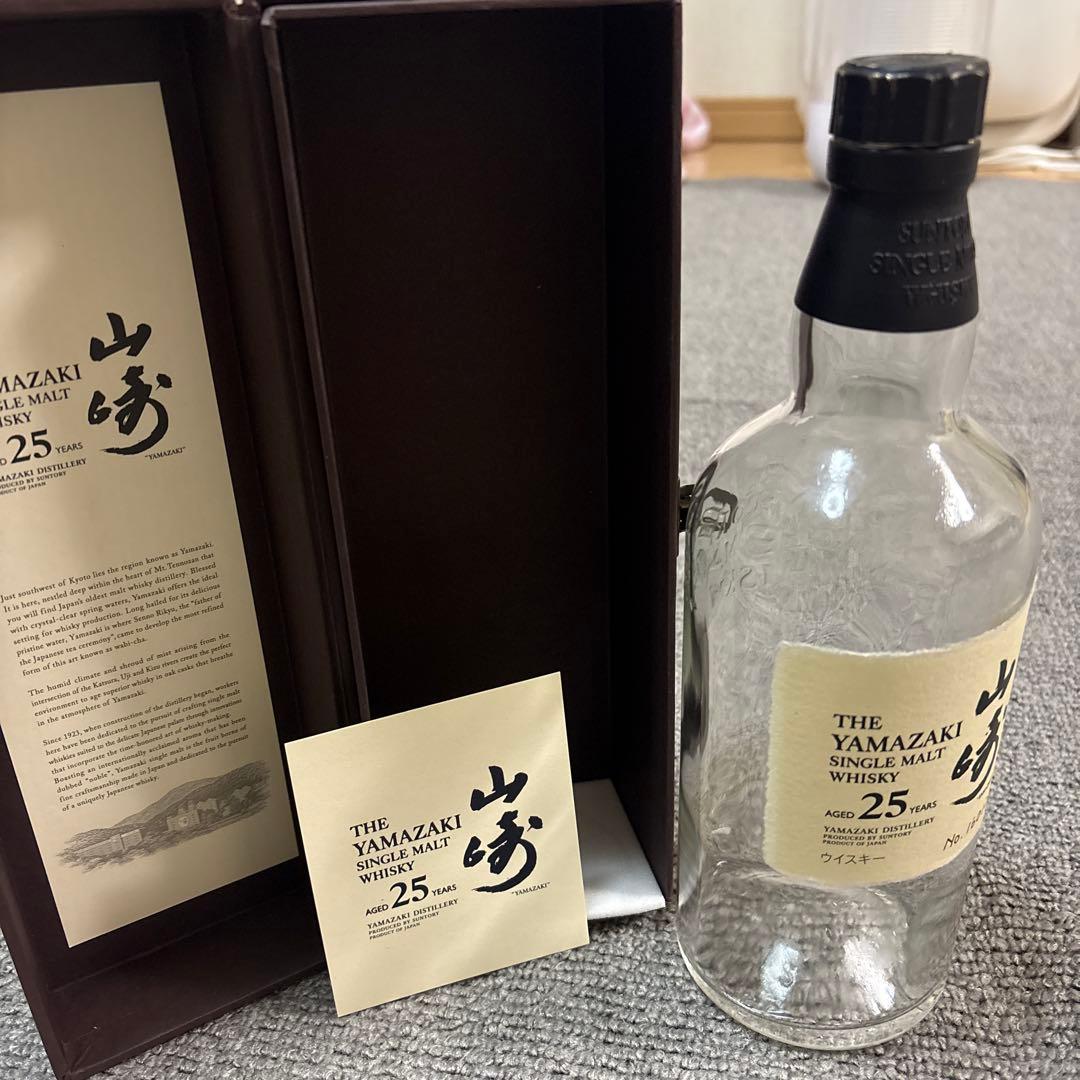 MAZAKI
GLE MALT
ISKY
25 YEARS
MAZAKI DISTILLERY
DUCED BY SUNTORY
DUCT OF JAPAN
山崎
"YAMAZAKI"
Just southwest of Kyoto lies the region known as Yamazaki.
It is here, nestled deep within the heart of Mt. Tennozan that
you will find Japan's oldest malt whisky distillery. Blessed
with crystal-clear spring waters, Yamazaki offers the ideal
setting for whisky production. Long hailed for its delicious
pristine water, Yamazaki is where Senno Rikyu, the "father of
the Japanese tea ceremony", came to develop the most refined
form of this art known as wabi-cha.
The humid climate and shroud of mist arising from the
intersection of the Katsura, Uji and Kizu rivers create the perfect
environment to age superior whisky in oak casks that breathe
in the atmosphere of Yamazaki.
Since 1923, when construction of the distillery began, workers
here have been dedicated to the pursuit of crafting single malt
whiskies suited to the delicate Japanese palate through innovations
that incorporate the time-honored art of whisky-making.
Boasting an internationally acclaimed aroma that has been
dubbed "noble", Yamazaki single malt is the fruit borne of
fine craftsmanship made in Japan and dedicated to the pursuit
of a uniquely Japanese whisky.
THE
YAMAZAKI
SINGLE MALT
WHISKY
AGED 25 YEARS
YAMAZAKI DISTILLERY
PRODUCED BY SUNTORY
PRODUCT OF JAPAN
山崎
"YAMAZAKI"
SUNTO
SINGLE M
WHIS
THE
YAMAZAKI
SINGLE MALT
WHISKY
AGED 25 YEARS
YAMAZAKI DISTILLERY
PRODUCED BY SUNTORY
PRODUCT OF JAPAN
ウイスキー
山崎
No. 164